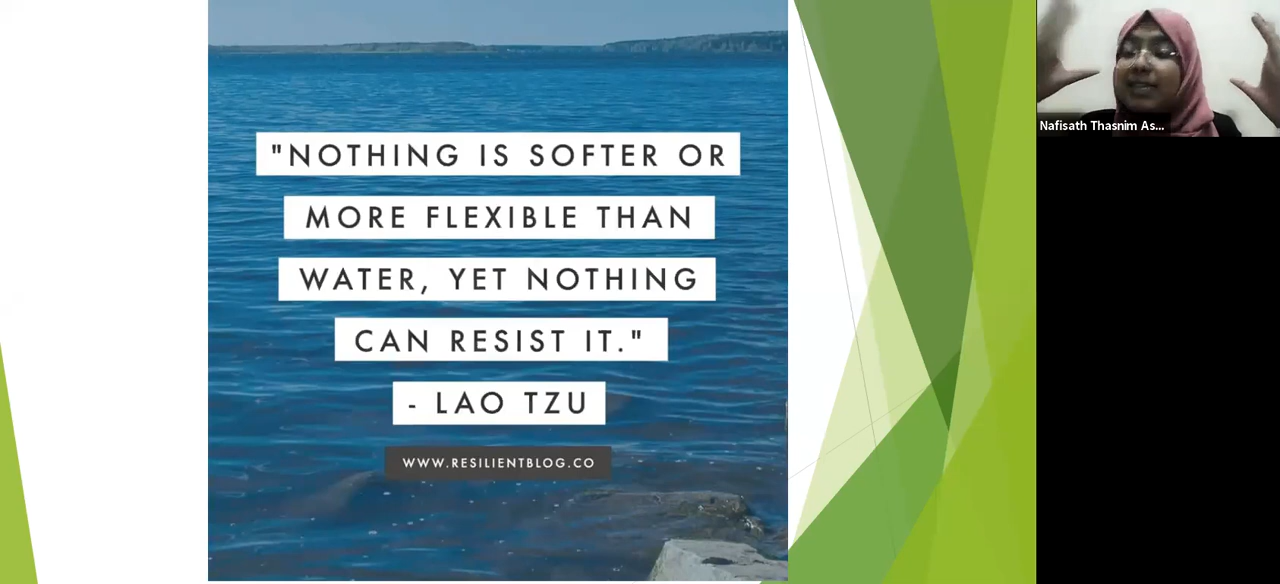 "NOTHING IS SOFTER OR
MORE FLEXIBLE THAN
WATER, YET NOTHING
CAN RESIST IT."
- LAO TZU
WWW.RESILIENTBLOG.CO
Nafisath Thasnim As...